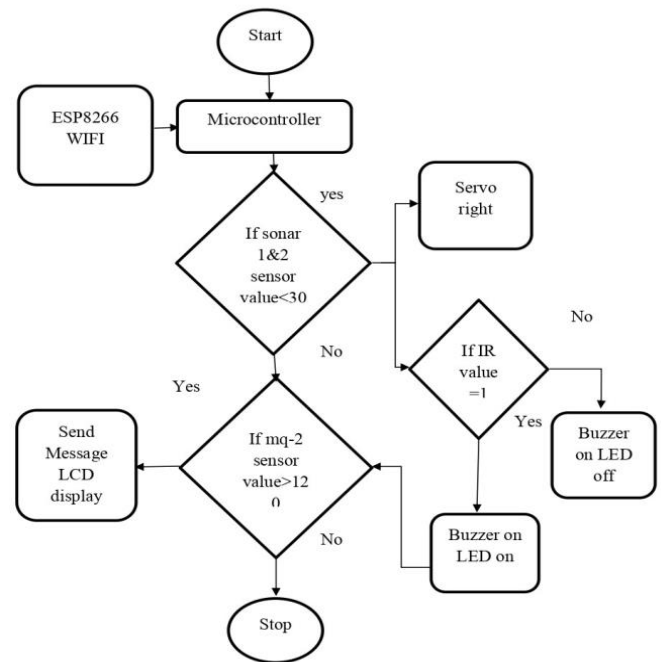 Start
ESP8266
WIFI
Microcontroller
yes
Servo
right
If sonar
1&2
sensor
value<30
No
No
If IR
value
=1
Yes
Yes
Send
Message
LCD
display
If mq-2
sensor
value>12
0
Buzzer
on LED
off
No
Buzzer on
LED on
Stop